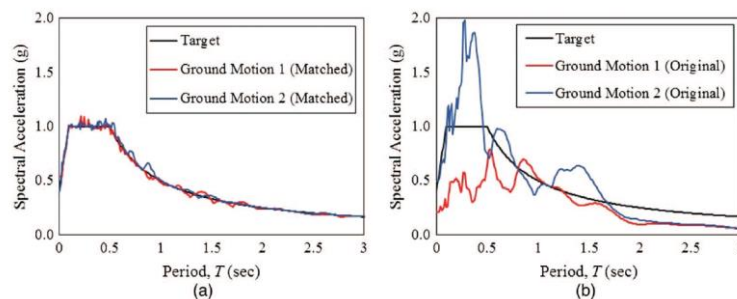 Spectral Acceleration (g)
2.0
1.5
1.0
0.5
0.0
Target
Ground Motion 1 (Matched)
Ground Motion 2 (Matched)
0
0.5
1
1.5
2
2.5
3
Period, T (sec)
(a)
Spectral Acceleration (g)
2.0
1.5
1.0
0.5
0.0
Target
Ground Motion 1 (Original)
Ground Motion 2 (Original)
0
0.5
1
1.5
2
2.5
3
Period, T (sec)
(b)